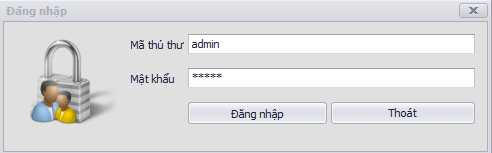 Đăng nhập
Mã thủ thư admin
Mật khẩu *****
Đăng nhập Thoát